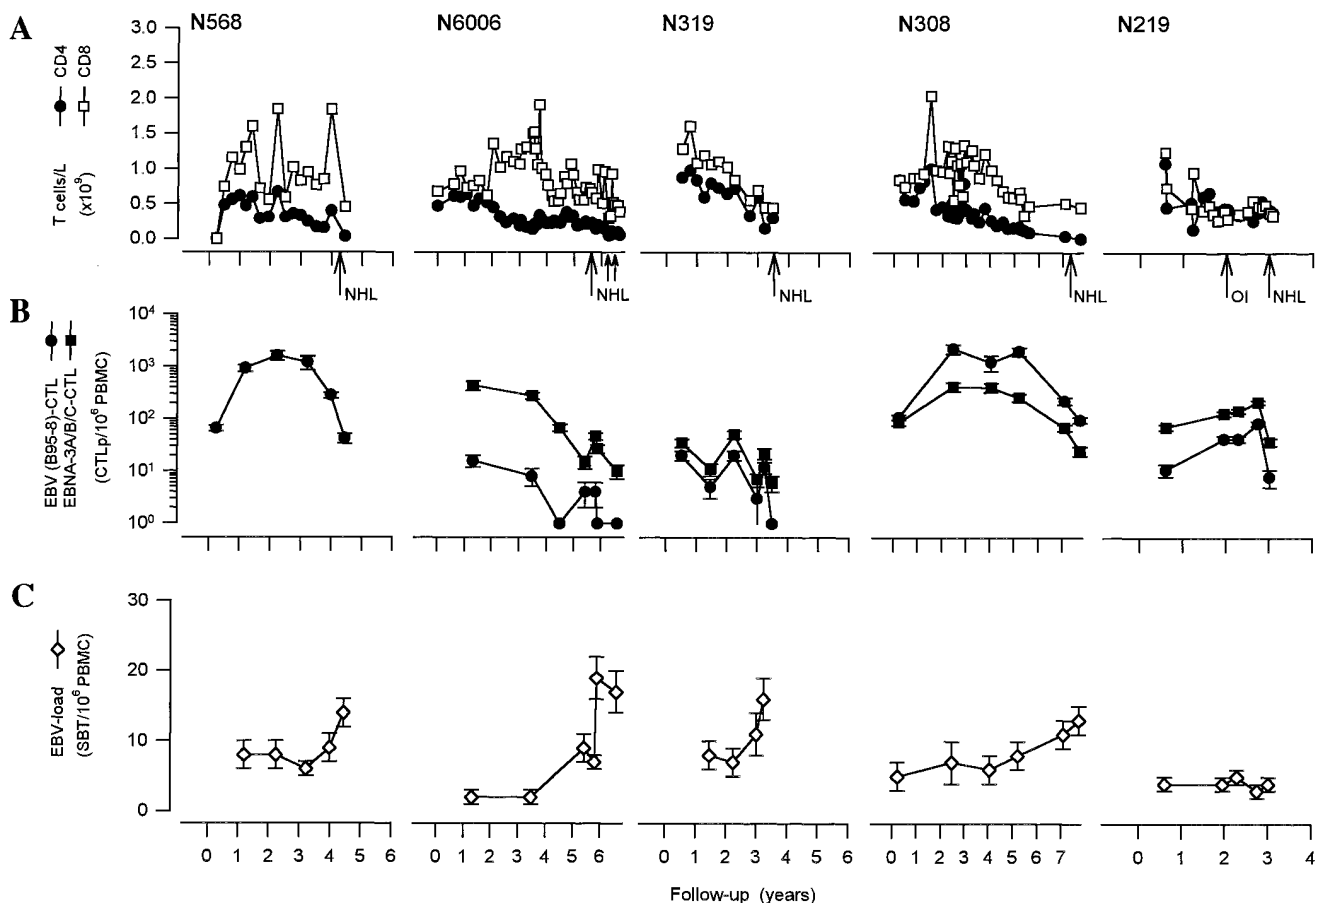 A
N568
N6006
N319
N308
N219
CD4
CD8
T cells/L
(x10⁹)
3.0
2.5
2.0
1.5
1.0
0.5
0.0
NHL
NHL
NHL
NHL
OI
NHL
B
EBV (B95-8)-CTL
EBNA-3A/B/C-CTL
(CTLp/10⁶ PBMC)
10⁴
10³
10²
10¹
10⁰
C
EBV-load
(SBT/10⁶ PBMC)
30
20
10
0
0 1 2 3 4 5 6
0 1 2 3 4 5 6
0 1 2 3 4 5 6
0 1 2 3 4 5 6 7
0 1 2 3 4
Follow-up (years)